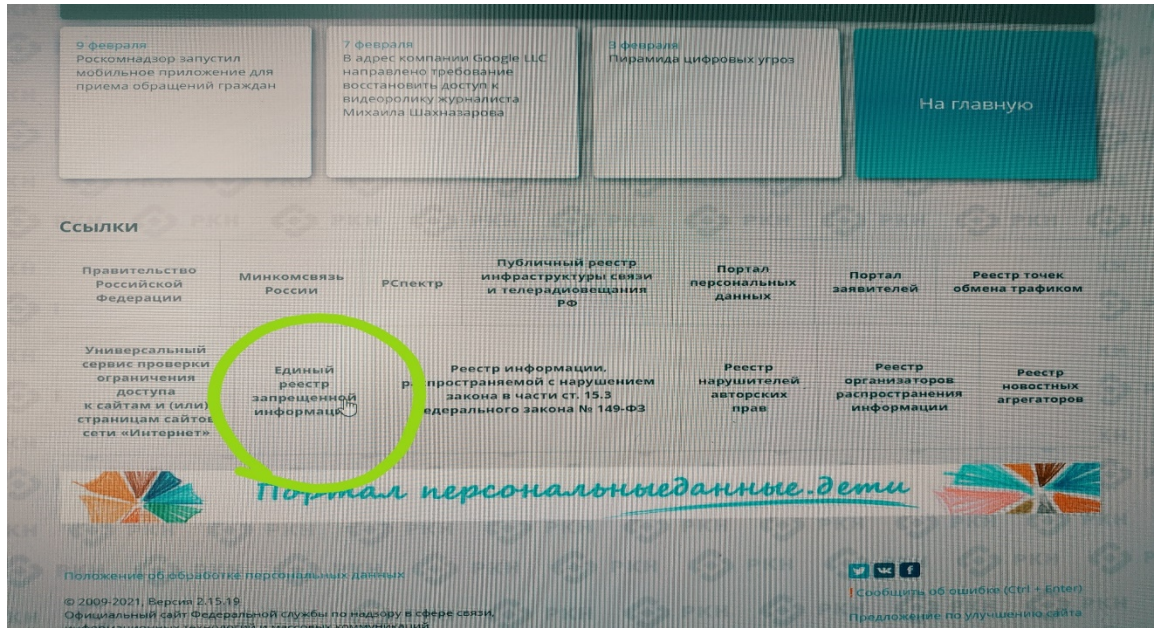 9 февраля
Роскомнадзор запустил
мобильное приложение для
приема обращений граждан
7 февраля
В адрес компании Google LLC
направлено требование
восстановить доступ к
видеоролику журналиста
Михаила Шахназарова
3 февраля
Пирамида цифровых угроз
На главную
Ссылки
Правительство
Российской
Федерации
Минкомсвязь
России
РСпектр
Публичный реестр
инфраструктуры связи
и телерадиовещания
РФ
Портал
персональных
данных
Портал
заявителей
Реестр точек
обмена трафиком
Универсальный
сервис проверки
ограничения
доступа
к сайтам и (или)
страницам сайтов
сети «Интернет»
Единый
реестр
запрещенной
информации
Реестр информации,
распространяемой с нарушением
закона в части ст. 15.3
Федерального закона № 149-ФЗ
Реестр
нарушителей
авторских
прав
Реестр
организаторов
распространения
информации
Реестр
новостных
агрегаторов
Портал персональныеданные.дети
Положение об обработке персональных данных
© 2009-2021, Версия 2.15.19
Официальный сайт Федеральной службы по надзору в сфере связи,
информационных технологий и массовых коммуникаций
! Сообщить об ошибке (Ctrl + Enter)
Предложение по улучшению сайта
РКН